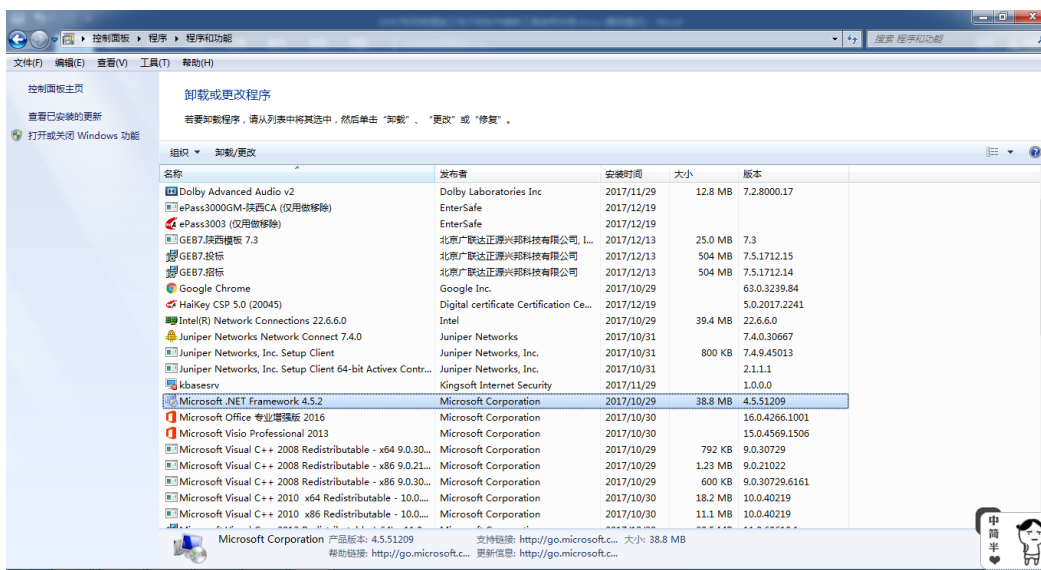 控制面板 ▸ 程序 ▸ 程序和功能
搜索 程序和功能
文件(F) 编辑(E) 查看(V) 工具(T) 帮助(H)
控制面板主页
查看已安装的更新
打开或关闭 Windows 功能
卸载或更改程序
若要卸载程序，请从列表中将其选中，然后单击“卸载”、“更改”或“修复”。
组织 ▼ 卸载/更改
名称 发布者 安装时间 大小 版本
Dolby Advanced Audio v2 Dolby Laboratories Inc 2017/11/29 12.8 MB 7.2.8000.17
ePass3000GM-陕西CA (仅用做移除) EnterSafe 2017/12/19
ePass3003 (仅用做移除) EnterSafe 2017/12/19
GEB7.陕西模板 7.3 北京广联达正源兴邦科技有限公司, I... 2017/12/13 25.0 MB 7.3
GEB7.投标 北京广联达正源兴邦科技有限公司 2017/12/13 504 MB 7.5.1712.15
GEB7.招标 北京广联达正源兴邦科技有限公司 2017/12/13 504 MB 7.5.1712.14
Google Chrome Google Inc. 2017/10/29 63.0.3239.84
HaiKey CSP 5.0 (20045) Digital certificate Certification Ce... 2017/12/19 5.0.2017.2241
Intel(R) Network Connections 22.6.6.0 Intel 2017/10/29 39.4 MB 22.6.6.0
Juniper Networks Network Connect 7.4.0 Juniper Networks 2017/10/31 7.4.0.30667
Juniper Networks, Inc. Setup Client Juniper Networks, Inc. 2017/10/31 800 KB 7.4.9.45013
Juniper Networks, Inc. Setup Client 64-bit Activex Contr... Juniper Networks, Inc. 2017/10/31 2.1.1.1
kbasesrv Kingsoft Internet Security 2017/11/29 1.0.0.0
Microsoft .NET Framework 4.5.2 Microsoft Corporation 2017/10/29 38.8 MB 4.5.51209
Microsoft Office 专业增强版 2016 Microsoft Corporation 2017/10/30 16.0.4266.1001
Microsoft Visio Professional 2013 Microsoft Corporation 2017/10/30 15.0.4569.1506
Microsoft Visual C++ 2008 Redistributable - x64 9.0.30... Microsoft Corporation 2017/10/29 792 KB 9.0.30729
Microsoft Visual C++ 2008 Redistributable - x86 9.0.21... Microsoft Corporation 2017/10/29 1.23 MB 9.0.21022
Microsoft Visual C++ 2008 Redistributable - x86 9.0.30... Microsoft Corporation 2017/10/29 600 KB 9.0.30729.6161
Microsoft Visual C++ 2010 x64 Redistributable - 10.0.... Microsoft Corporation 2017/10/30 18.2 MB 10.0.40219
Microsoft Visual C++ 2010 x86 Redistributable - 10.0.... Microsoft Corporation 2017/10/30 11.1 MB 10.0.40219
Microsoft Corporation 产品版本: 4.5.51209 支持链接: http://go.microsoft.c... 大小: 38.8 MB
帮助链接: http://go.microsoft.c... 更新信息: http://go.microsoft.c...
中
简
半